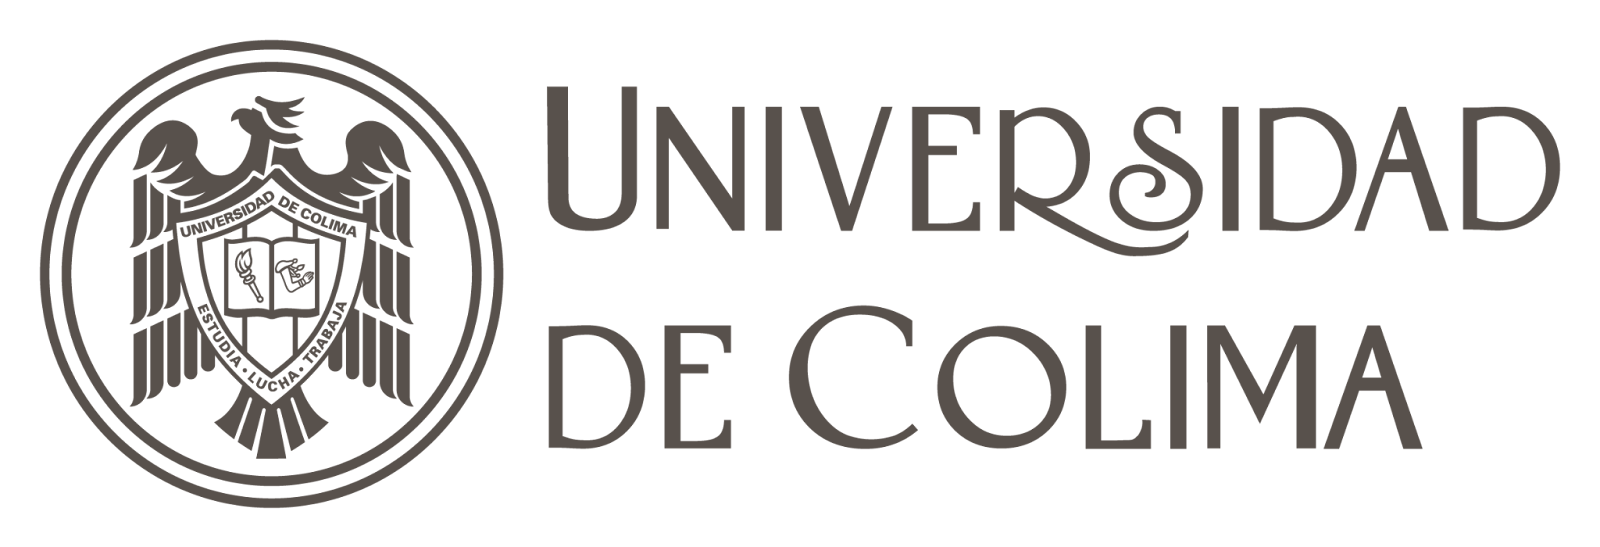 UNIVERSIDAD DE COLIMA
ESTUDIA · LUCHA · TRABAJA
UNIVERSIDAD
DE COLIMA